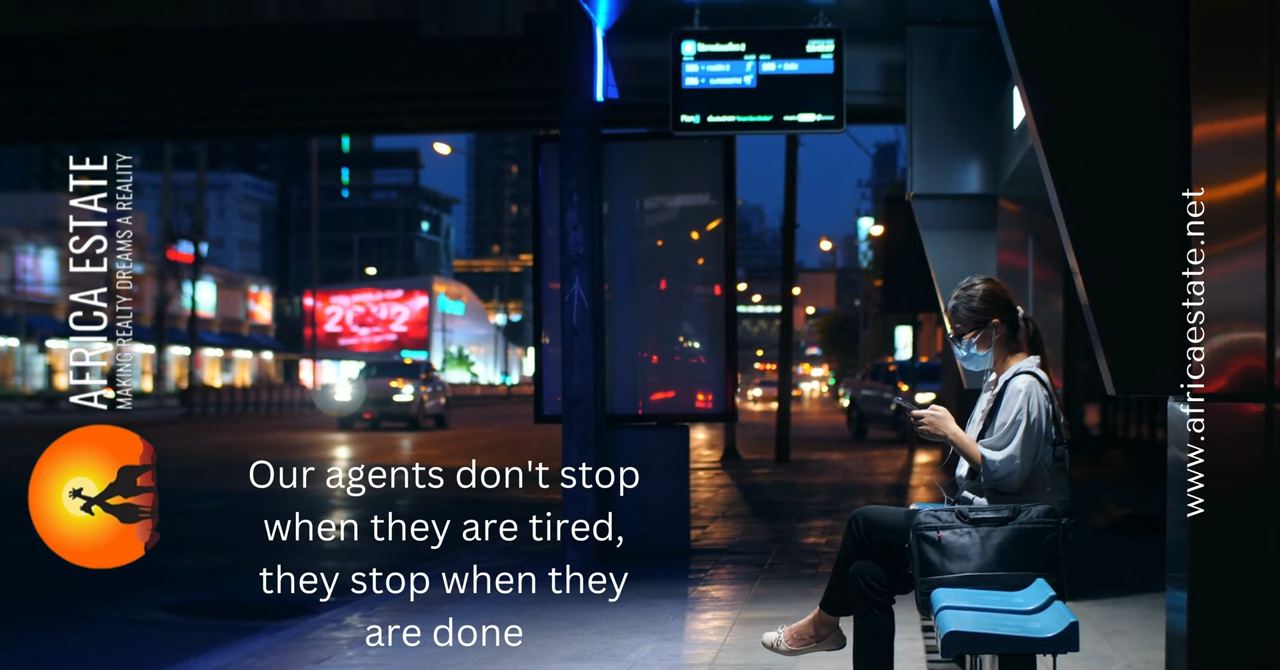 AFRICA ESTATE
MAKING REALTY DREAMS A REALITY
Our agents don't stop
when they are tired,
they stop when they
are done
www.africaestate.net